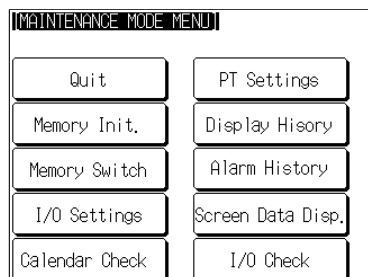 [MAINTENANCE MODE MENU]
Quit
PT Settings
Memory Init.
Display Hisory
Memory Switch
Alarm History
I/O Settings
Screen Data Disp.
Calendar Check
I/O Check